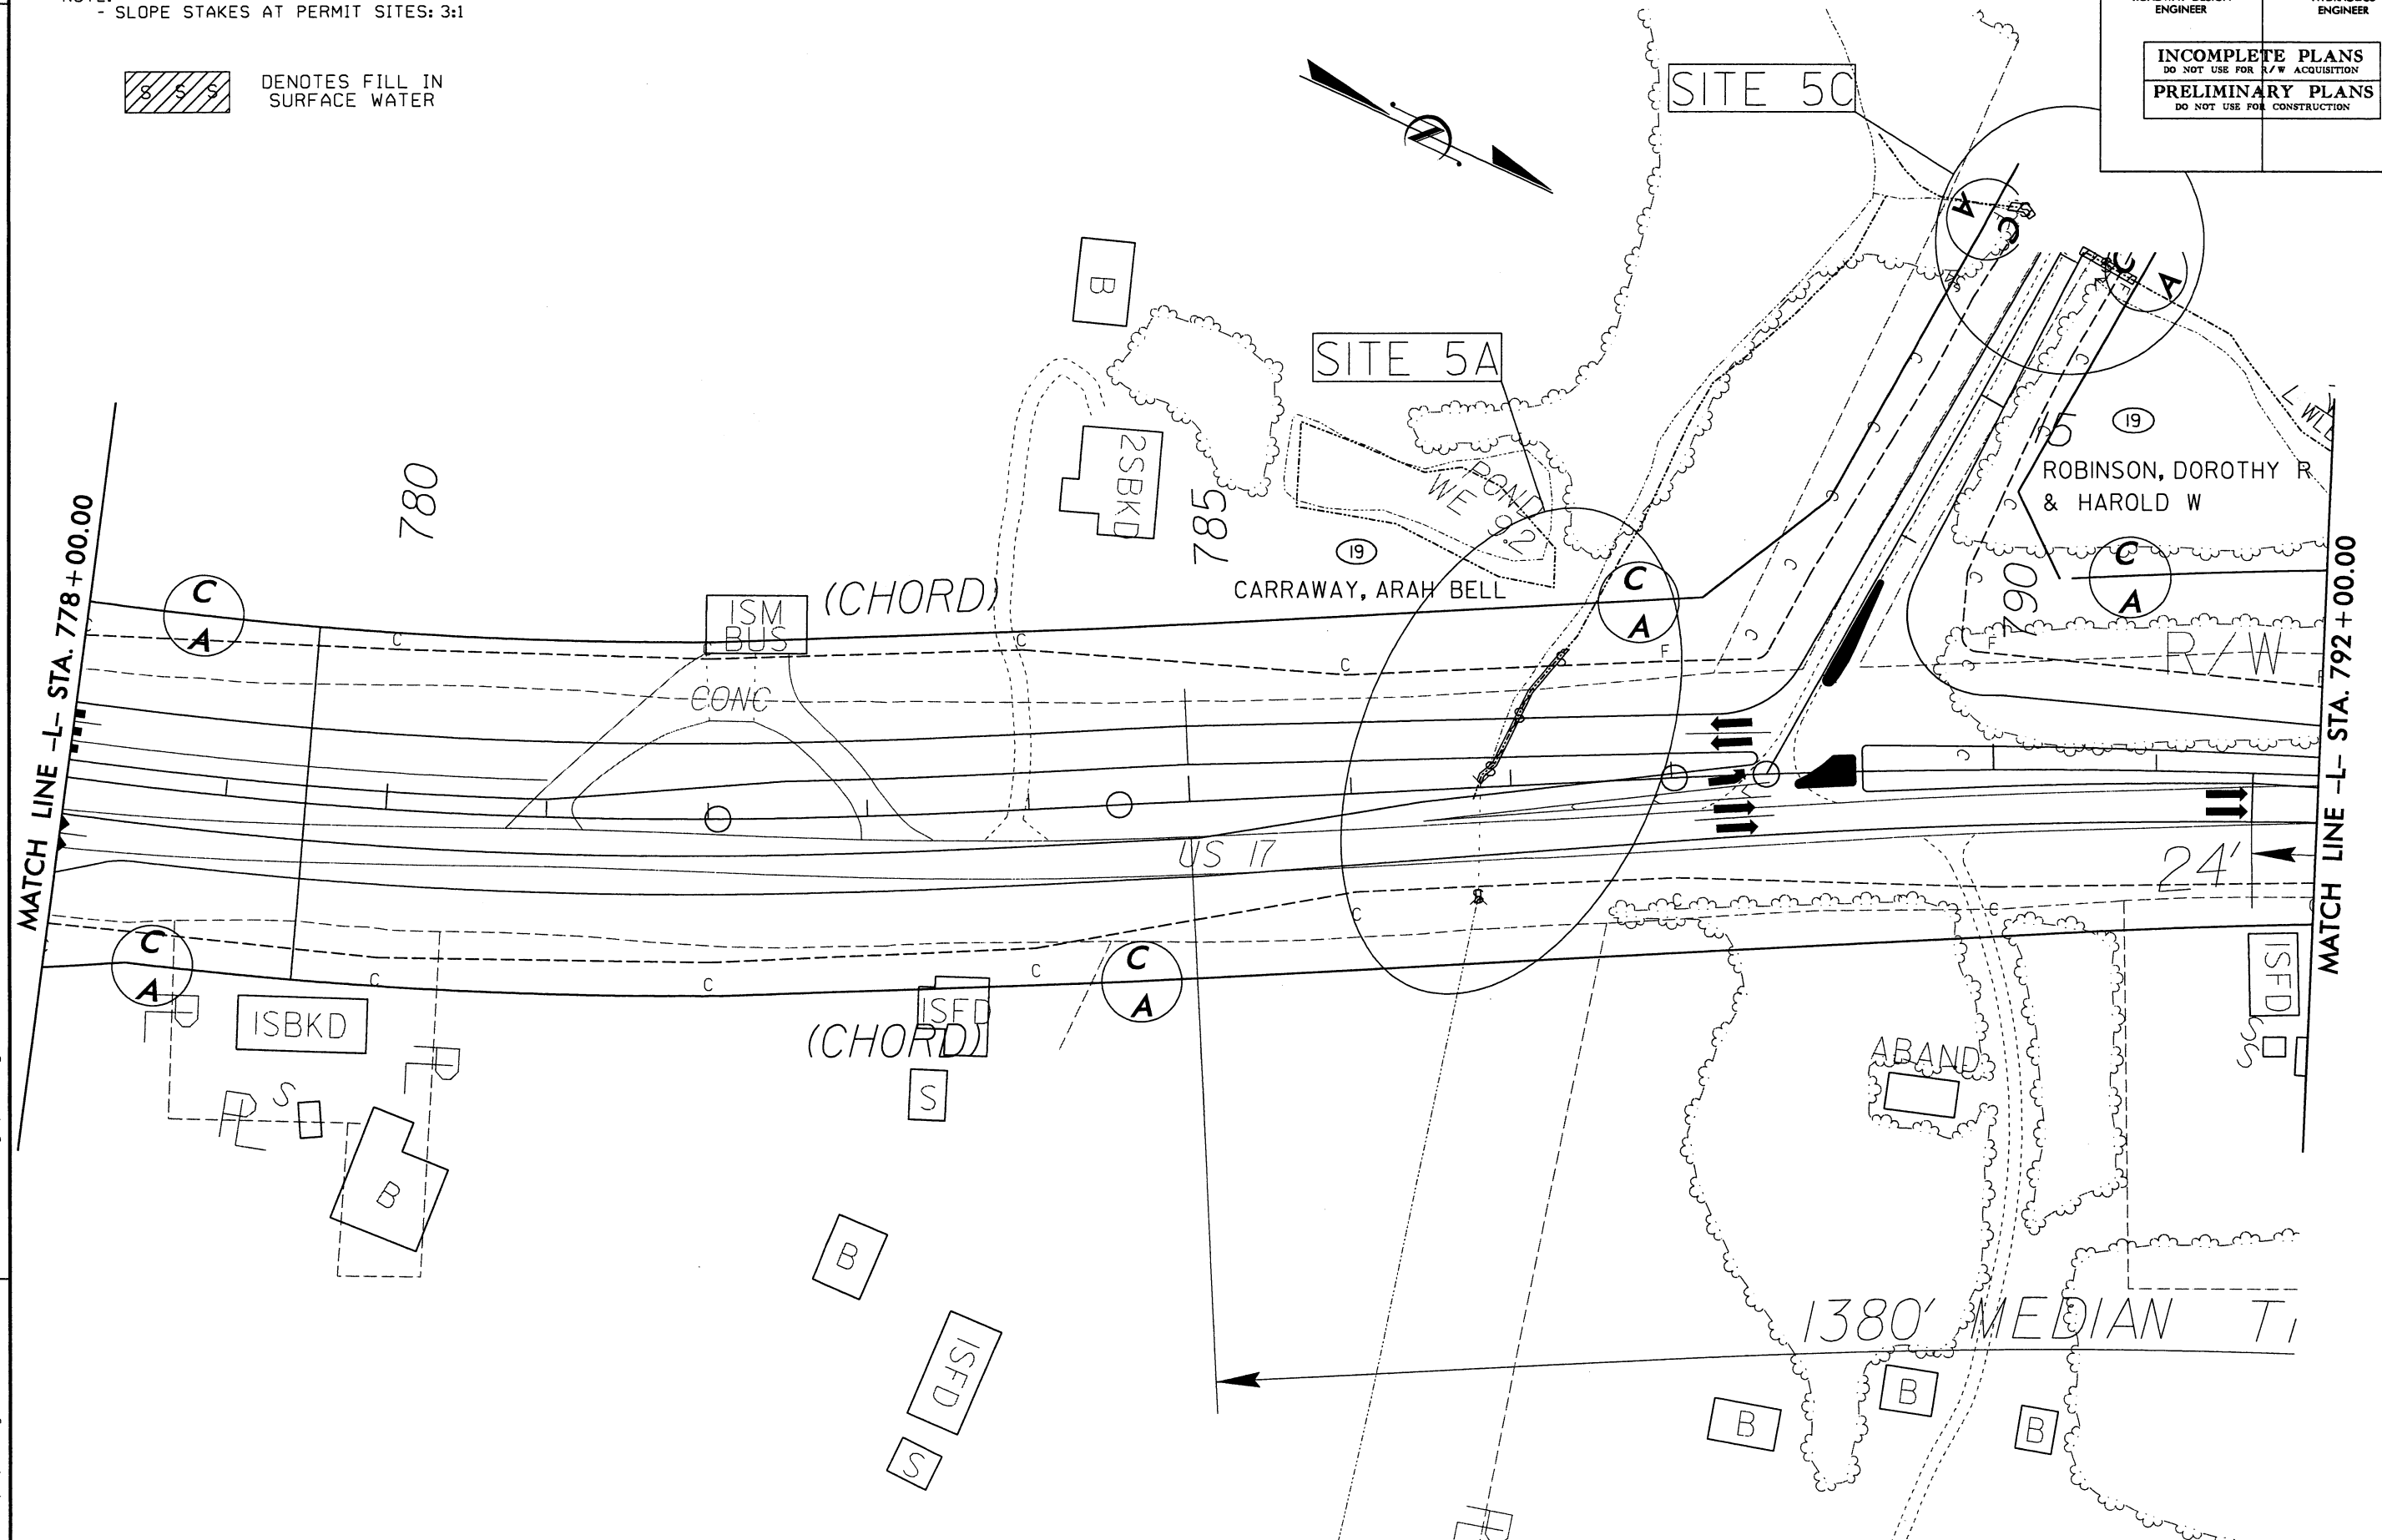 - SLOPE STAKES AT PERMIT SITES: 3:1
S S S
DENOTES FILL IN
SURFACE WATER
ENGINEER
ENGINEER
INCOMPLETE PLANS
DO NOT USE FOR R/W ACQUISITION
PRELIMINARY PLANS
DO NOT USE FOR CONSTRUCTION
SITE 5C
A
C
C
A
B
SITE 5A
15
19
ROBINSON, DOROTHY R
& HAROLD W
2SBKD
780
785
POND
WE 9.2
19
CARRAWAY, ARAH BELL
790
MATCH LINE -L- STA. 778+00.00
MATCH LINE -L- STA. 792+00.00
C
A
ISM
BUS
(CHORD)
C
A
C
A
R/W
CONC
C
C
C
F
F
US 17
24'
C
A
C
A
C
C
C
C
C
C
ISBKD
ISFD
(CHORD)
S
ISFD
S
S
PL
S
B
ABAND
B
ISFD
S
1380' MEDIAN
B
B
B